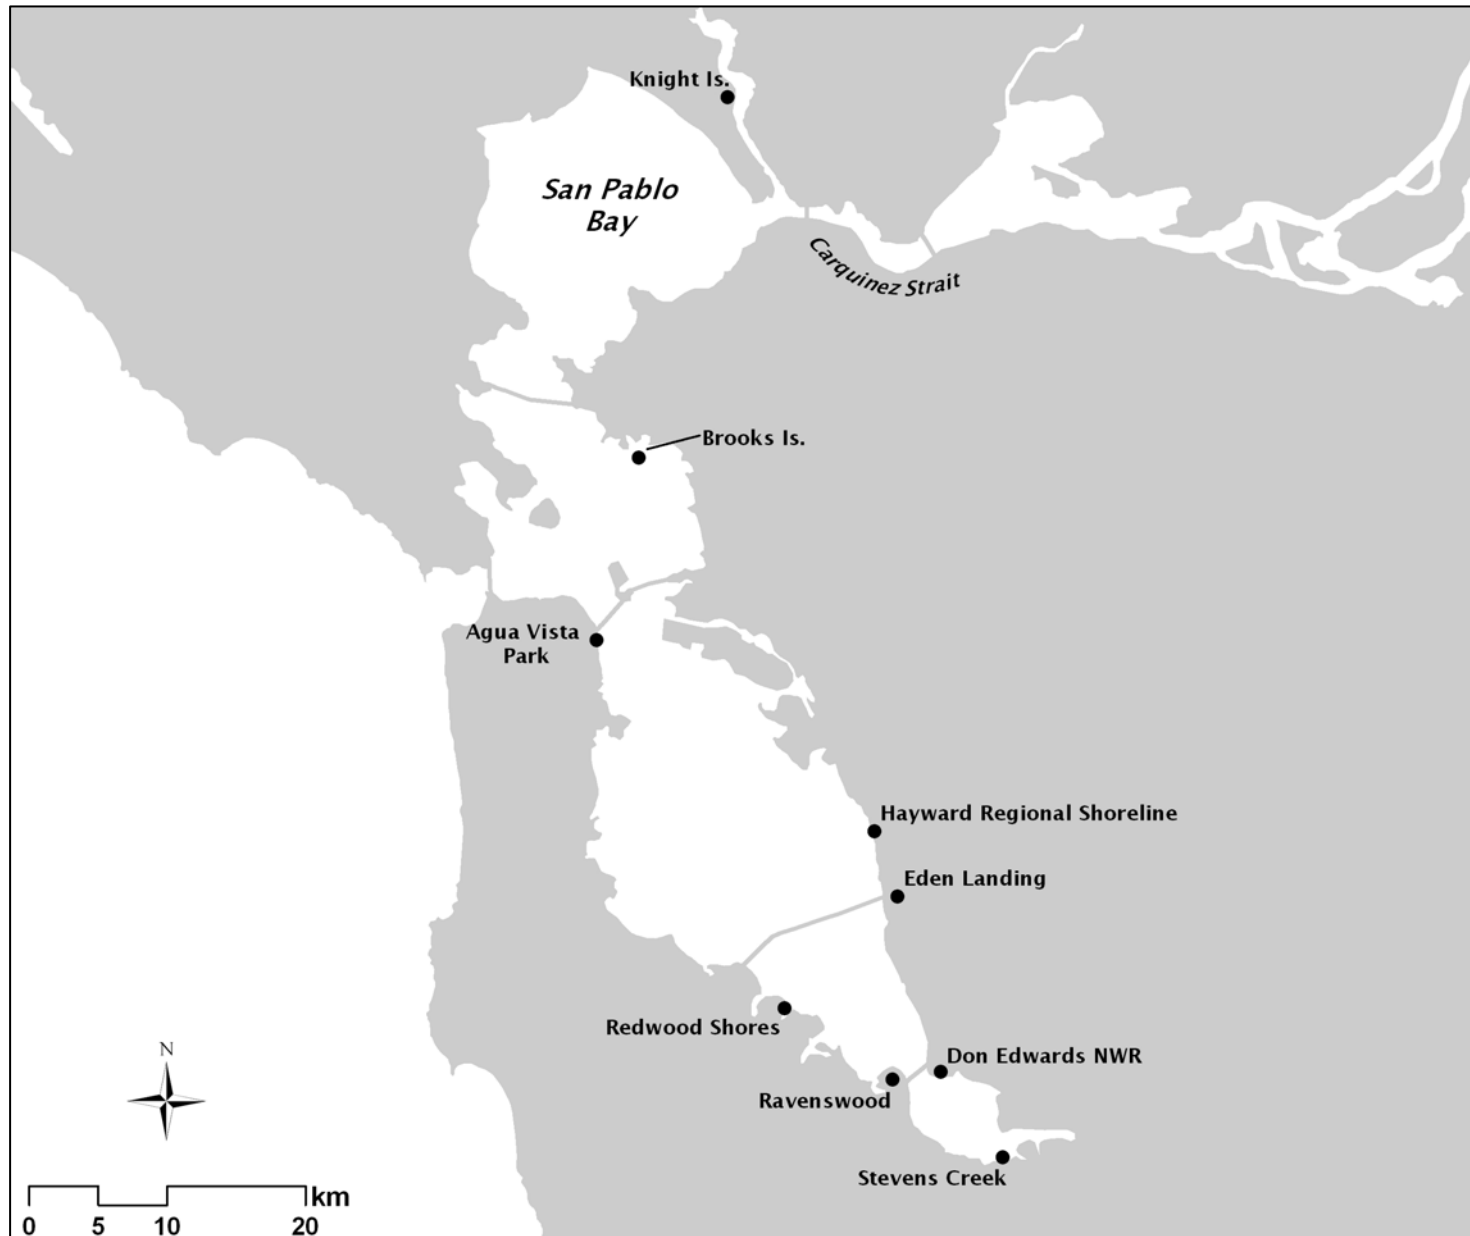 Knight Is.
San Pablo
Bay
Carquinez Strait
Brooks Is.
Agua Vista
Park
Hayward Regional Shoreline
Eden Landing
Redwood Shores
Don Edwards NWR
Ravenswood
Stevens Creek
N
km
0 5 10 20